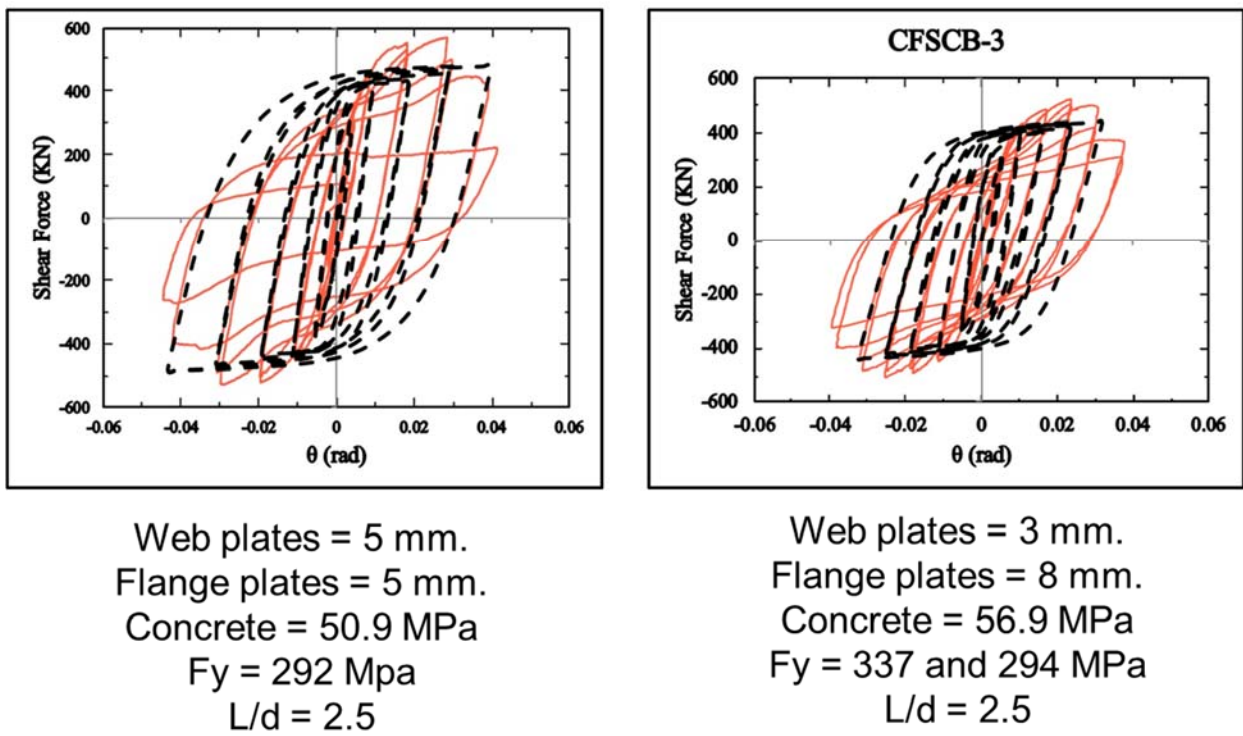 600
400
200
0
-200
-400
-600
Shear Force (KN)
-0.06 -0.04 -0.02 0 0.02 0.04 0.06
θ (rad)
Web plates = 5 mm.
Flange plates = 5 mm.
Concrete = 50.9 MPa
Fy = 292 Mpa
L/d = 2.5
CFSCB-3
600
400
200
0
-200
-400
-600
Shear Force (KN)
-0.06 -0.04 -0.02 0 0.02 0.04 0.06
θ (rad)
Web plates = 3 mm.
Flange plates = 8 mm.
Concrete = 56.9 MPa
Fy = 337 and 294 MPa
L/d = 2.5